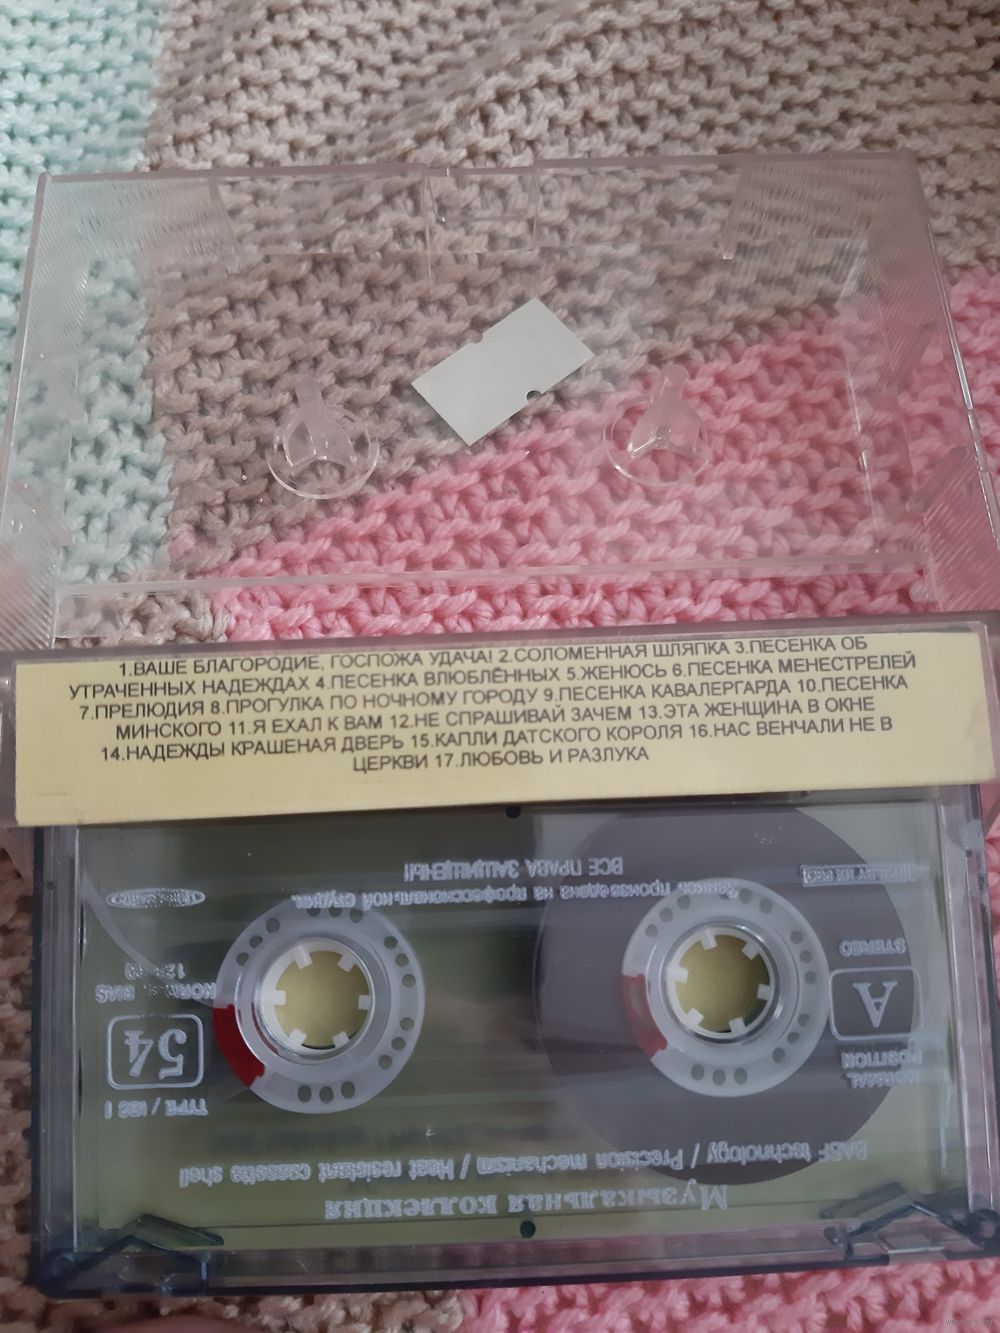 1.ВАШЕ БЛАГОРОДИЕ, ГОСПОЖА УДАЧА! 2.СОЛОМЕННАЯ ШЛЯПКА 3.ПЕСЕНКА ОБ
УТРАЧЕННЫХ НАДЕЖДАХ 4.ПЕСЕНКА ВЛЮБЛЁННЫХ 5.ЖЕНЮСЬ 6.ПЕСЕНКА МЕНЕСТРЕЛЕЙ
7.ПРЕЛЮДИЯ 8.ПРОГУЛКА ПО НОЧНОМУ ГОРОДУ 9.ПЕСЕНКА КАВАЛЕРГАРДА 10.ПЕСЕНКА
МИНСКОГО 11.Я ЕХАЛ К ВАМ 12.НЕ СПРАШИВАЙ ЗАЧЕМ 13.ЭТА ЖЕНЩИНА В ОКНЕ
14.НАДЕЖДЫ КРАШЕНАЯ ДВЕРЬ 15.КАПЛИ ДАТСКОГО КОРОЛЯ 16.НАС ВЕНЧАЛИ НЕ В
ЦЕРКВИ 17.ЛЮБОВЬ И РАЗЛУКА
Музыкальная коллекция
BASF technology / Precision mechanism / Heat resistant cassette shell
NORMAL
POSITION
A
STEREO
TYPE / IEC I
54
NORMAL BIAS
Запись произведена на профессиональной студии.
ВСЕ ПРАВА ЗАЩИЩЕНЫ!